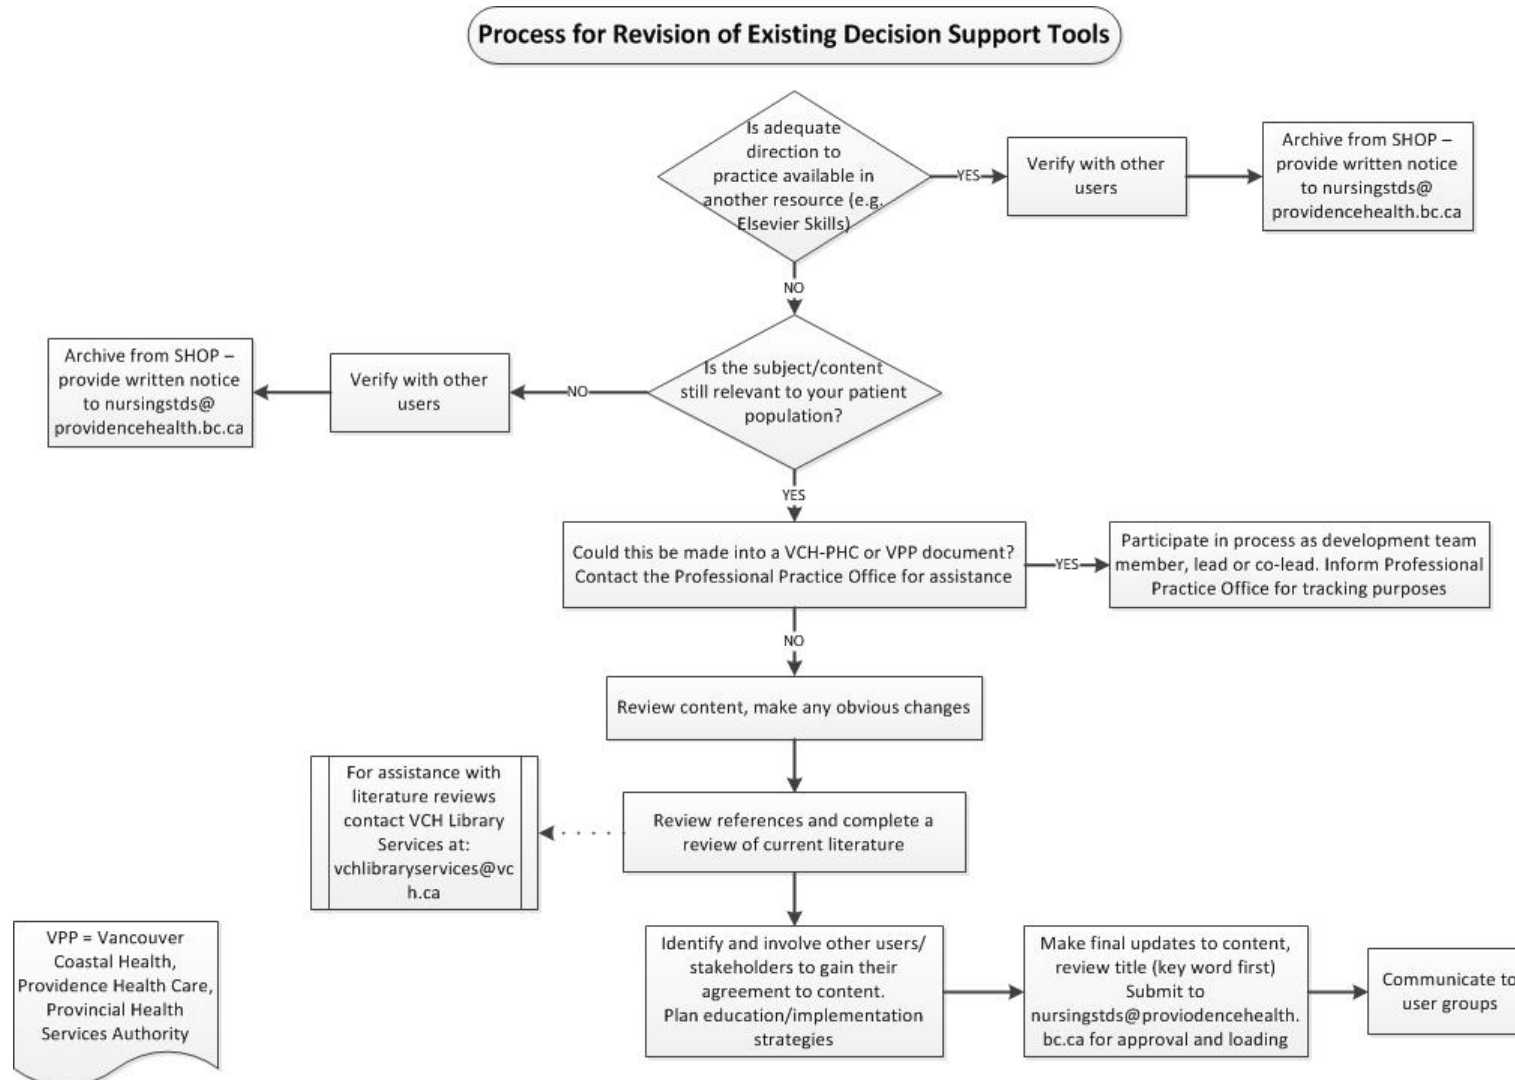 Process for Revision of Existing Decision Support Tools
Is adequate
direction to
practice available in
another resource (e.g.
Elsevier Skills)
YES
Verify with other
users
Archive from SHOP –
provide written notice
to nursingstds@
providencehealth.bc.ca
NO
Is the subject/content
still relevant to your patient
population?
NO
Verify with other
users
Archive from SHOP –
provide written notice
to nursingstds@
providencehealth.bc.ca
YES
Could this be made into a VCH-PHC or VPP document?
Contact the Professional Practice Office for assistance
YES
Participate in process as development team
member, lead or co-lead. Inform Professional
Practice Office for tracking purposes
NO
Review content, make any obvious changes
Review references and complete a
review of current literature
For assistance with
literature reviews
contact VCH Library
Services at:
vchlibraryservices@vc
h.ca
Identify and involve other users/
stakeholders to gain their
agreement to content.
Plan education/implementation
strategies
Make final updates to content,
review title (key word first)
Submit to
nursingstds@proviodencehealth.
bc.ca for approval and loading
Communicate to
user groups
VPP = Vancouver
Coastal Health,
Providence Health Care,
Provincial Health
Services Authority